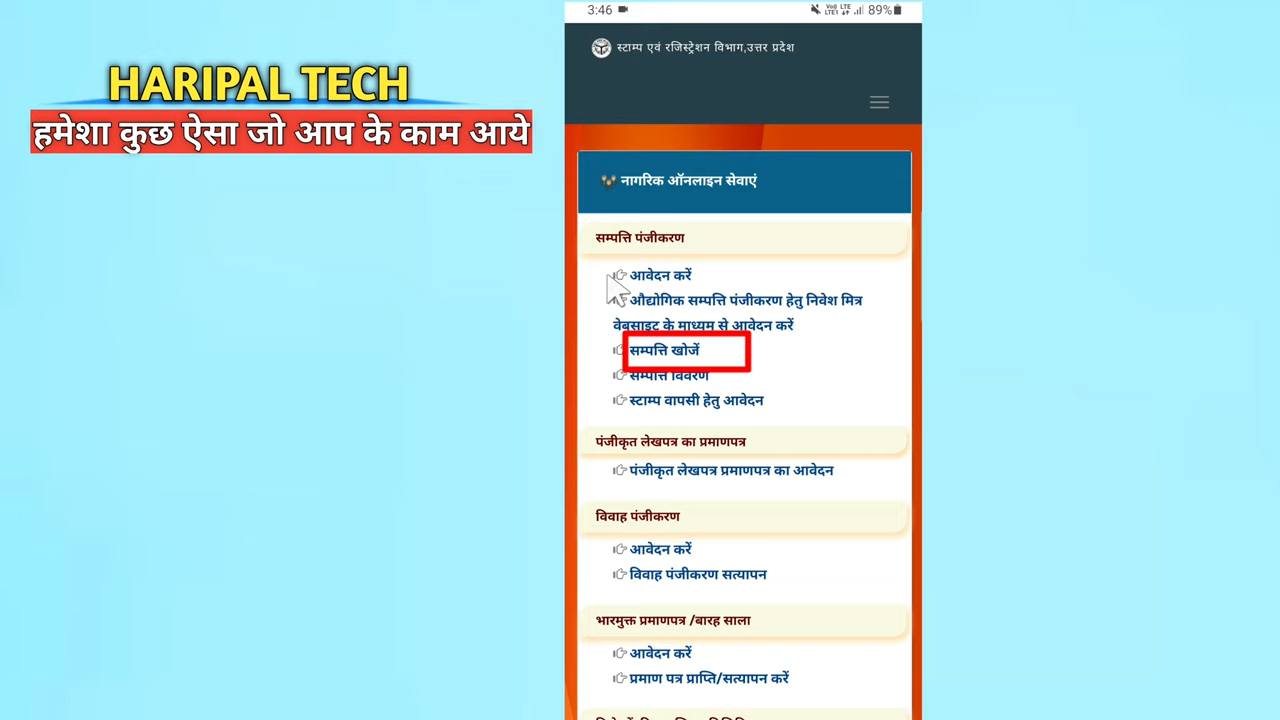 3:46
Vo) LTE
LTE1
89%
स्टाम्प एवं रजिस्ट्रेशन विभाग,उत्तर प्रदेश
HARIPAL TECH
हमेशा कुछ ऐसा जो आप के काम आये
नागरिक ऑनलाइन सेवाएं
सम्पत्ति पंजीकरण
आवेदन करें
औद्योगिक सम्पत्ति पंजीकरण हेतु निवेश मित्र
वेबसाइट के माध्यम से आवेदन करें
सम्पत्ति खोजें
सम्पत्ति विवरण
स्टाम्प वापसी हेतु आवेदन
पंजीकृत लेखपत्र का प्रमाणपत्र
पंजीकृत लेखपत्र प्रमाणपत्र का आवेदन
विवाह पंजीकरण
आवेदन करें
विवाह पंजीकरण सत्यापन
भारमुक्त प्रमाणपत्र /बारह साला
आवेदन करें
प्रमाण पत्र प्राप्ति/सत्यापन करें